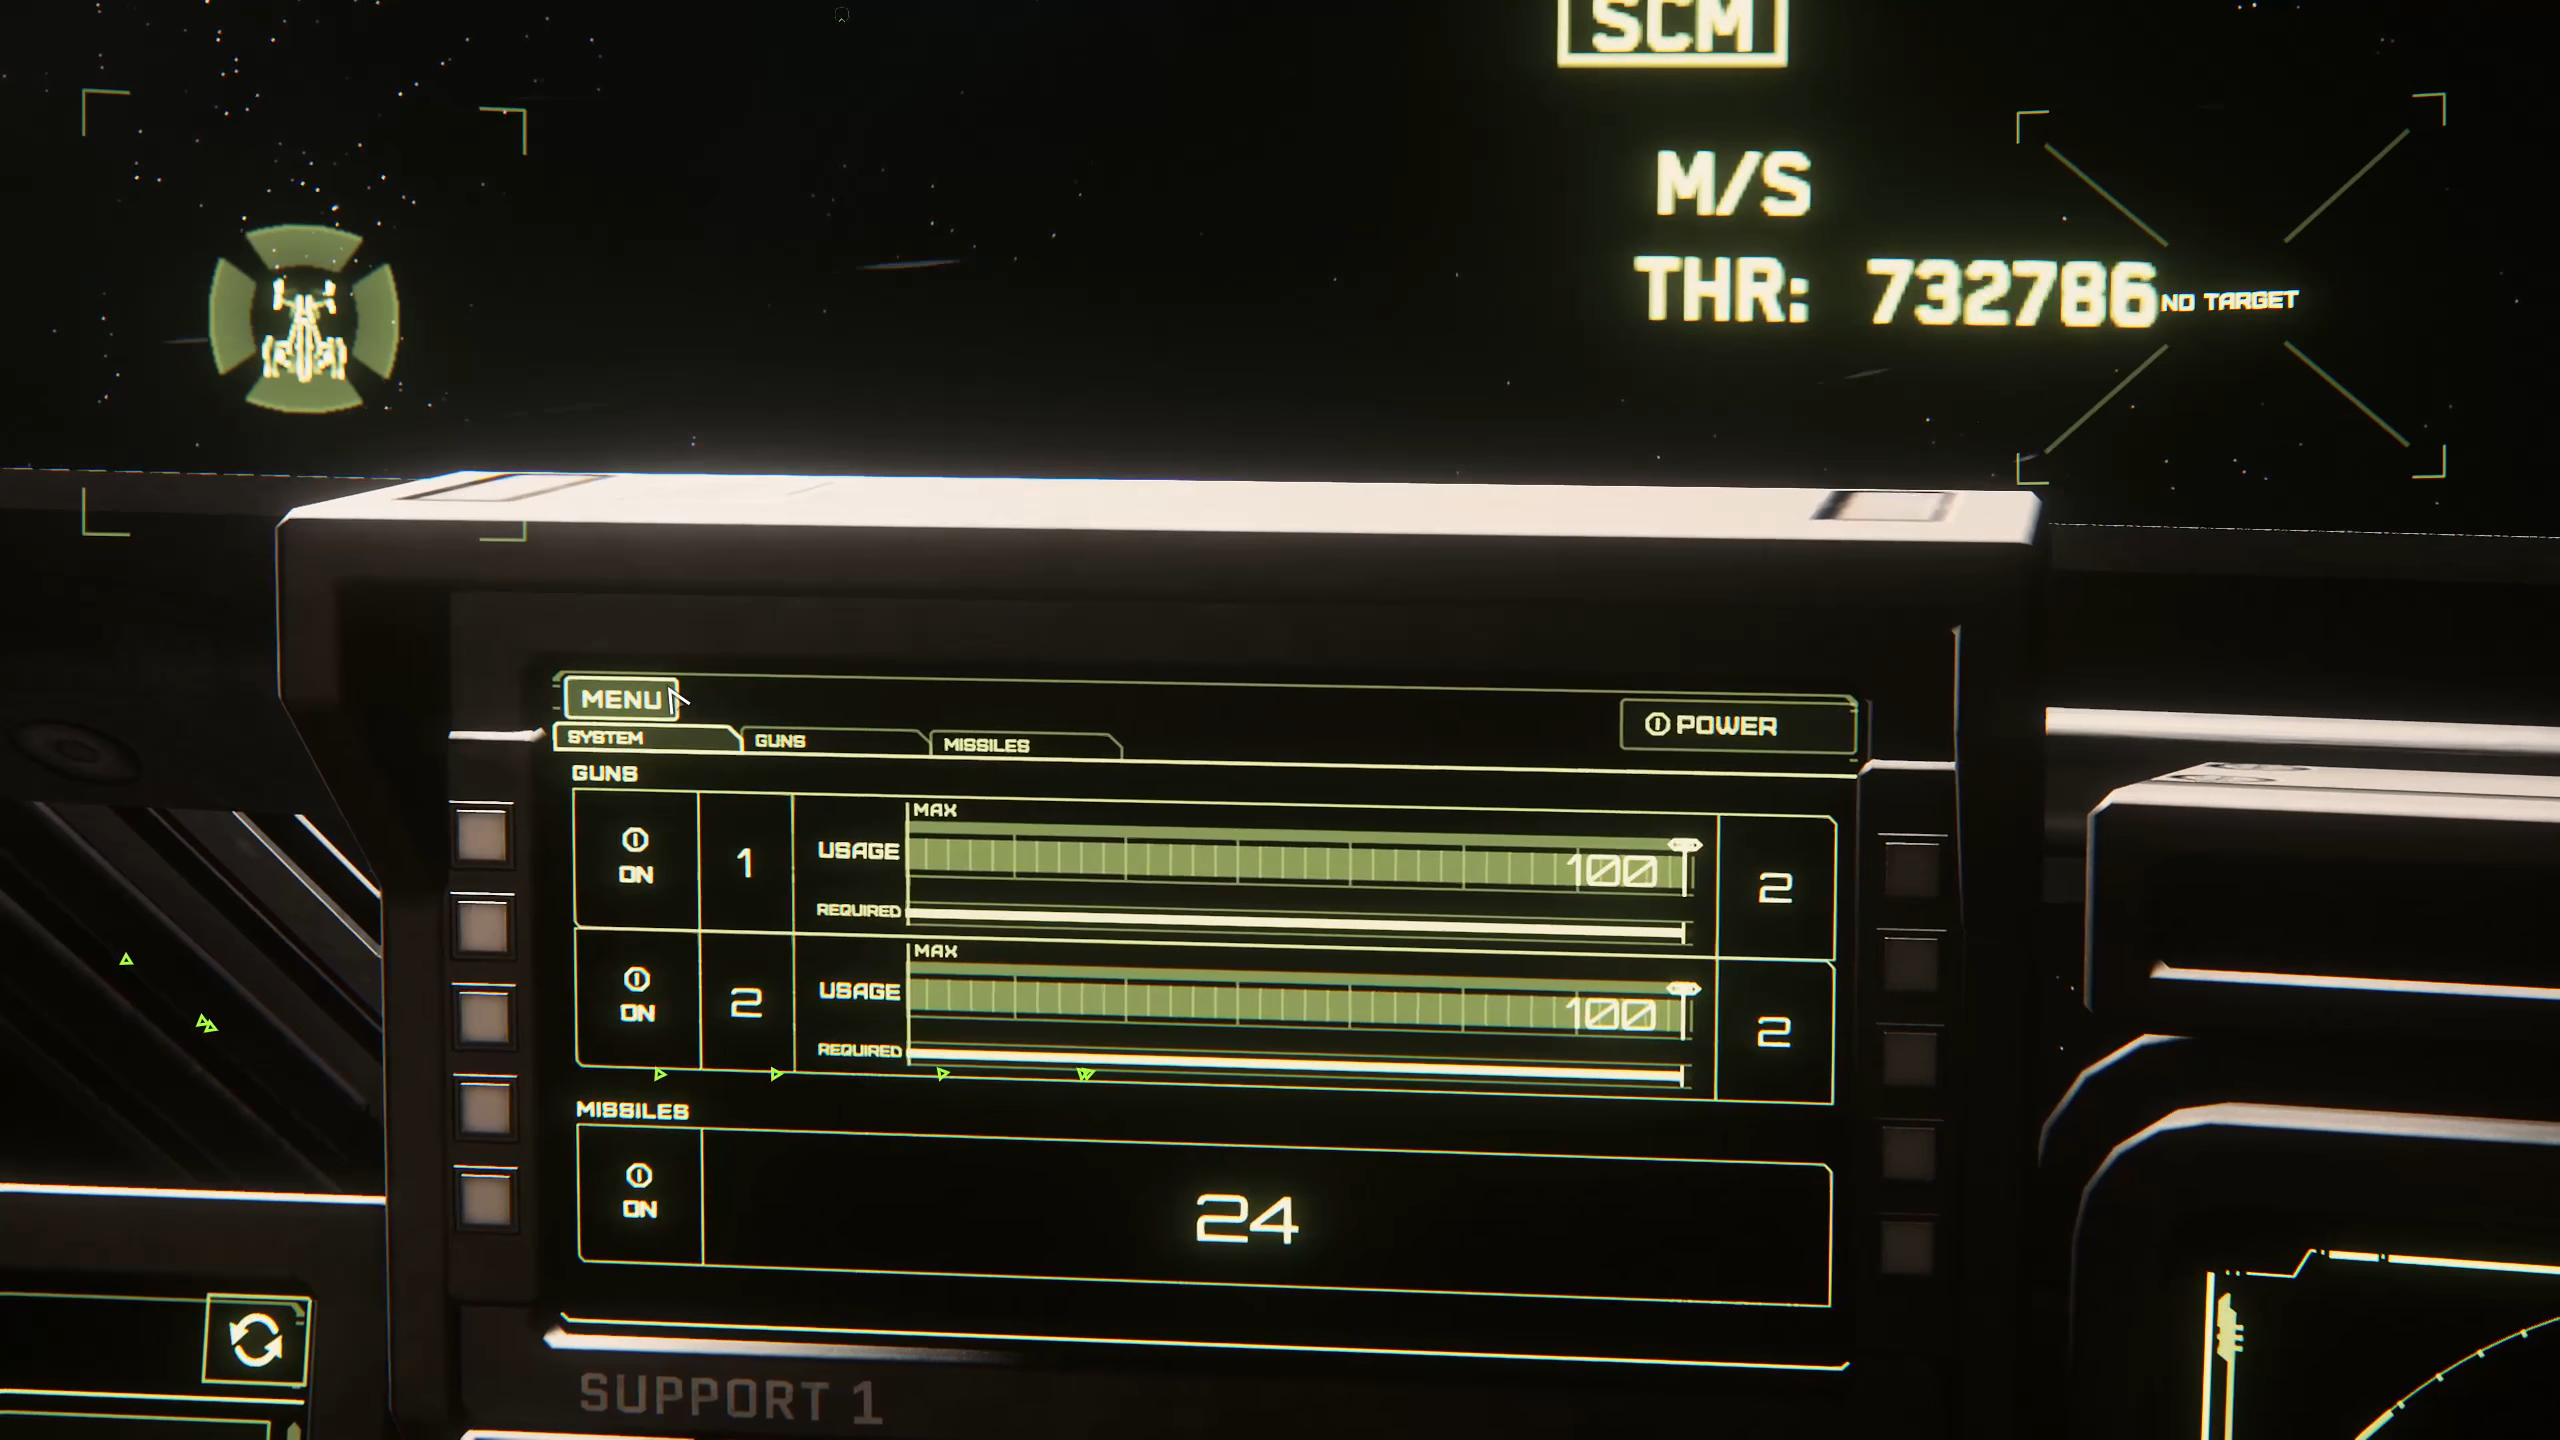 SCM
M/S
THR: 732786
NO TARGET
MENU
POWER
SYSTEM GUNS MISSILES
GUNS
ON 1 MAX
USAGE 100 2
REQUIRED
ON 2 MAX
USAGE 100 2
REQUIRED
MISSILES
ON 24
SUPPORT 1